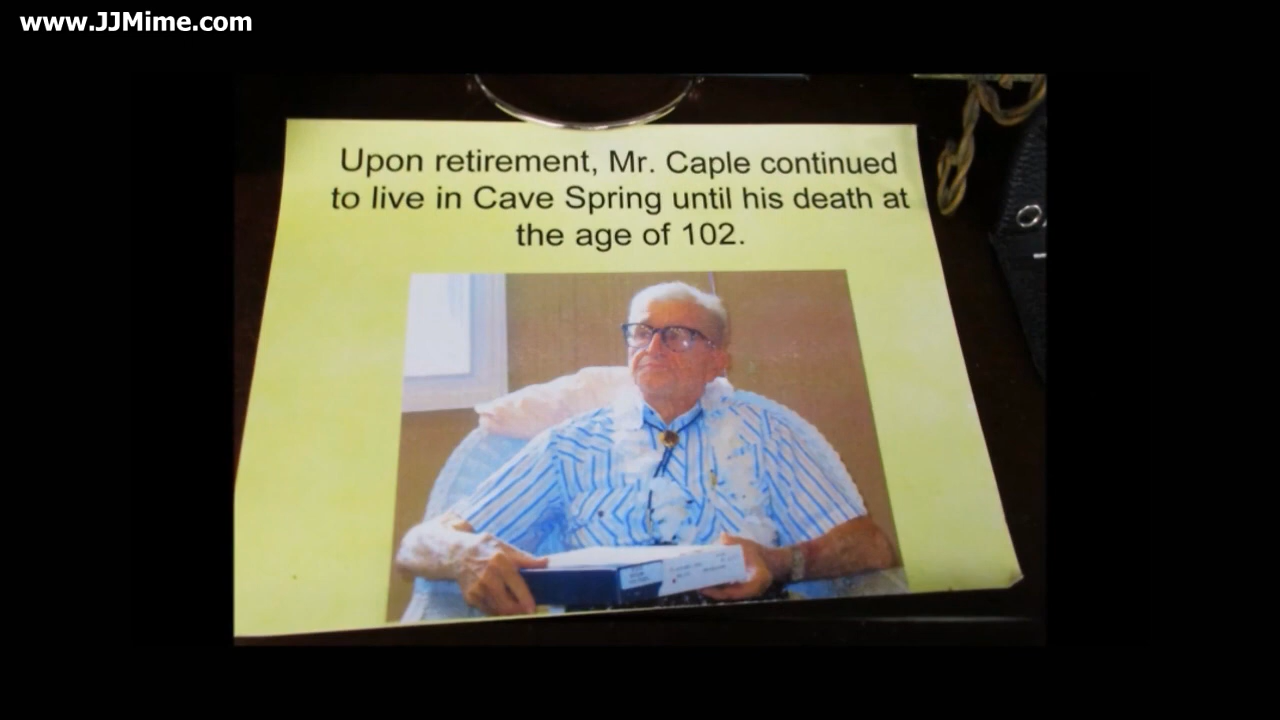 www.JJMime.com
Upon retirement, Mr. Caple continued
to live in Cave Spring until his death at
the age of 102.